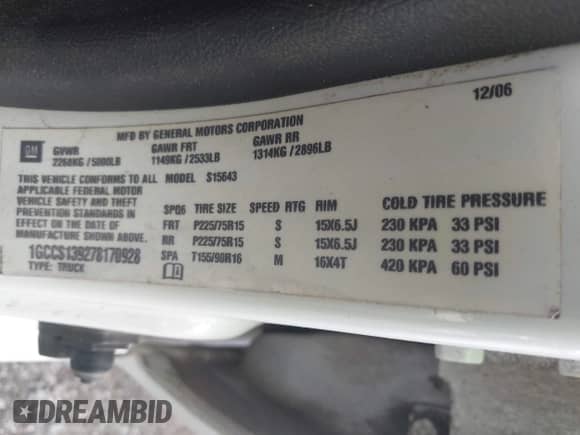 12/06
MFD BY GENERAL MOTORS CORPORATION
GM
GVWR GAWR FRT GAWR RR
2268KG / 5000LB 1149KG / 2533LB 1314KG / 2896LB
THIS VEHICLE CONFORMS TO ALL MODEL S15643
APPLICABLE FEDERAL MOTOR
VEHICLE SAFETY AND THEFT
PREVENTION STANDARDS IN
EFFECT ON THE DATE OF
MANUFACTURE SHOWN ABOVE.
1GCCS139278170928
TYPE: TRUCK
COLD TIRE PRESSURE
SPQ6 TIRE SIZE SPEED RTG RIM
FRT P225/75R15 S 15X6.5J 230 KPA 33 PSI
RR P225/75R15 S 15X6.5J 230 KPA 33 PSI
SPA T155/90R16 M 16X4T 420 KPA 60 PSI
DREAMBID